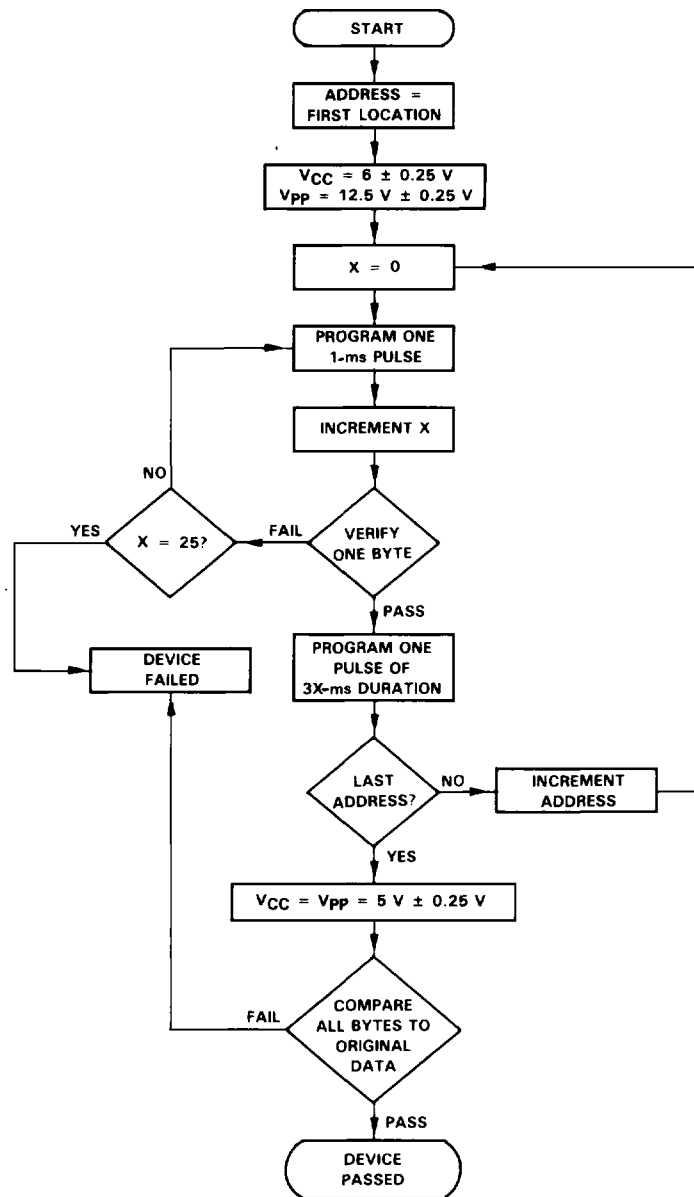 START
ADDRESS =
FIRST LOCATION
VCC = 6 ± 0.25 V
VPP = 12.5 V ± 0.25 V
X = 0
PROGRAM ONE
1-ms PULSE
INCREMENT X
NO
YES
X = 25?
FAIL
VERIFY
ONE BYTE
PASS
DEVICE
FAILED
PROGRAM ONE
PULSE OF
3X-ms DURATION
LAST
ADDRESS?
NO
INCREMENT
ADDRESS
YES
VCC = VPP = 5 V ± 0.25 V
FAIL
COMPARE
ALL BYTES TO
ORIGINAL
DATA
PASS
DEVICE
PASSED